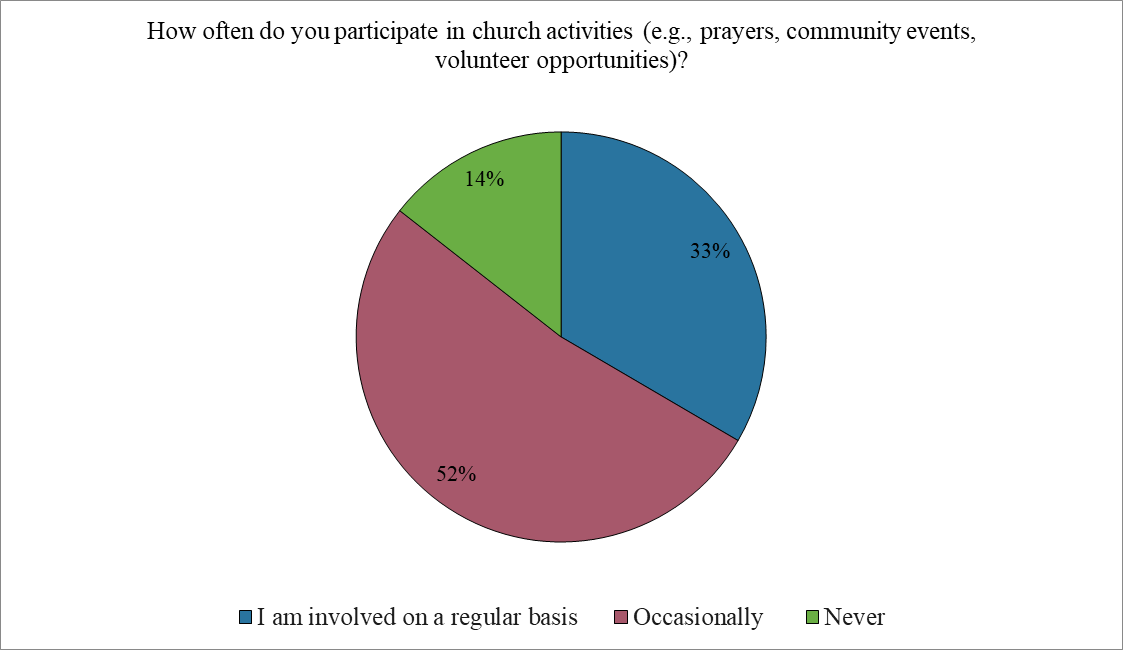 How often do you participate in church activities (e.g., prayers, community events,
volunteer opportunities)?
14%
33%
52%
I am involved on a regular basis
Occasionally
Never